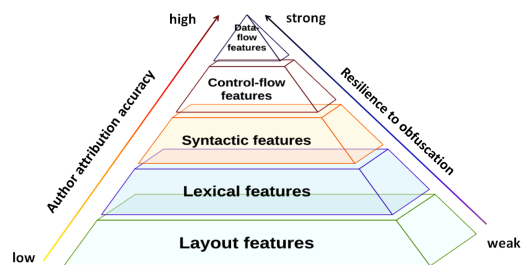 high
strong
Data-
flow
features
Control-flow
features
Syntactic features
Lexical features
Layout features
Author attribution accuracy
Resilience to obfuscation
low
weak